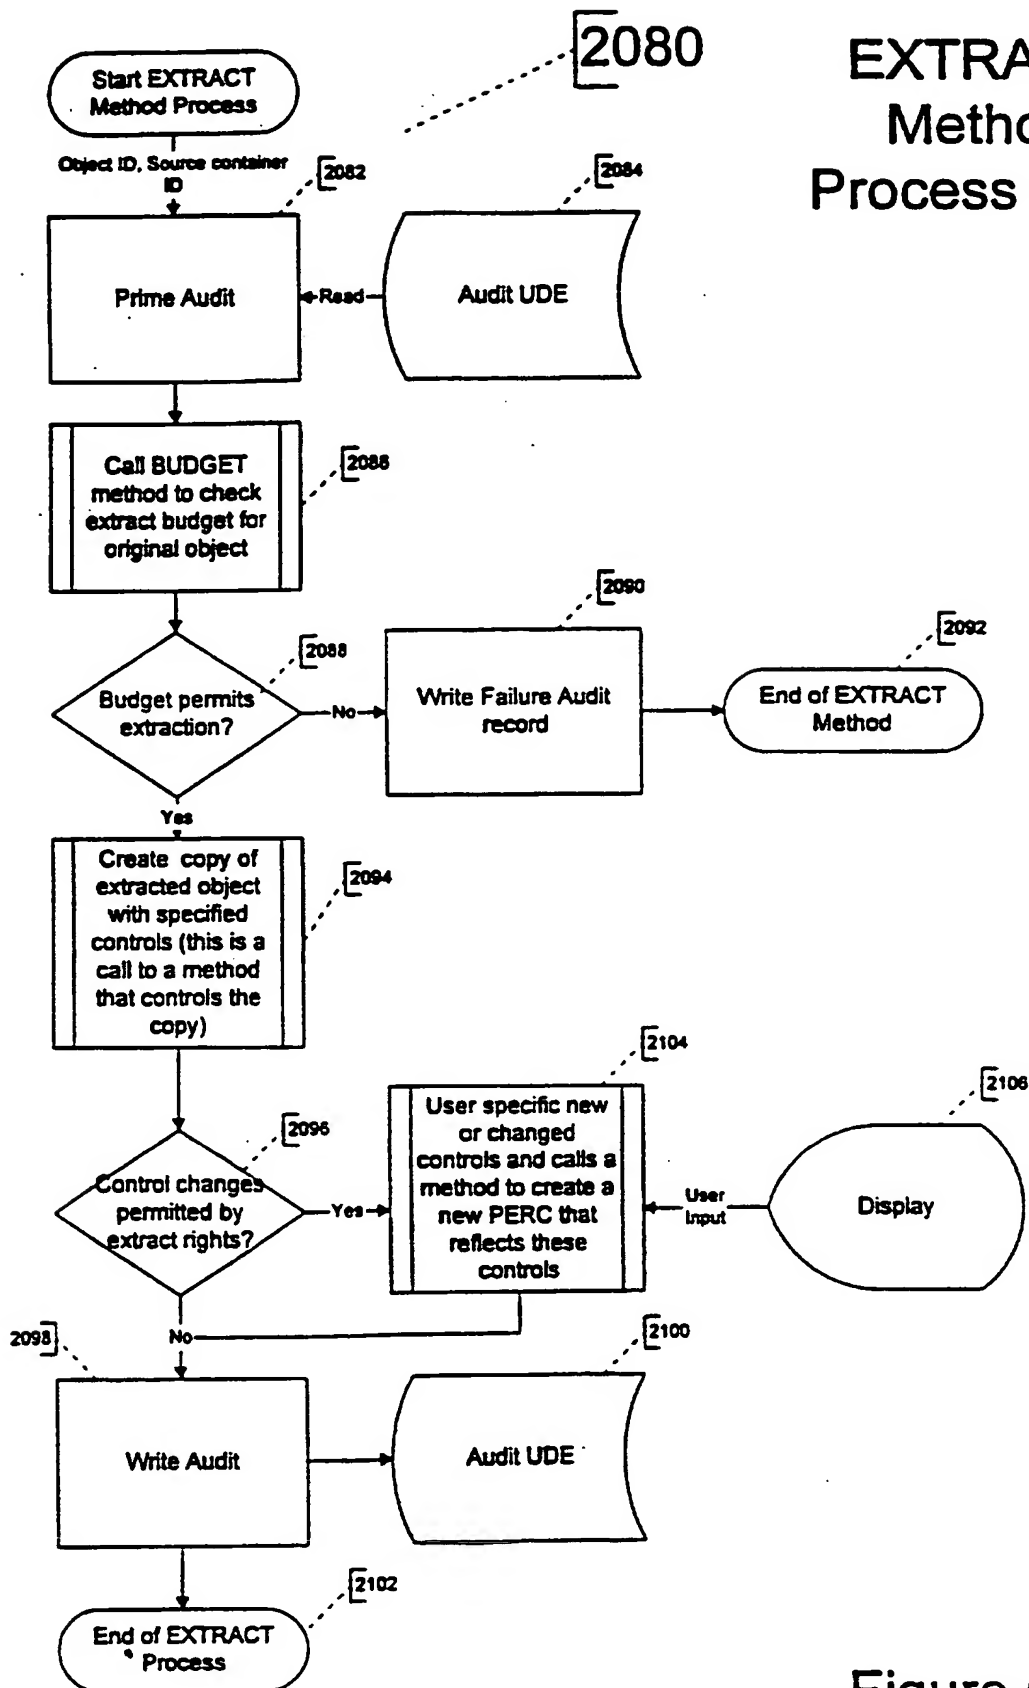 2080
Start EXTRACT
Method Process
Object ID, Source container
ID
2082
2084
Prime Audit
Read
Audit UDE
Call BUDGET
method to check
extract budget for
original object
2086
2090
2092
2088
Budget permits
extraction?
No
Write Failure Audit
record
End of EXTRACT
Method
Yes
Create copy of
extracted object
with specified
controls (this is a
call to a method
that controls the
copy)
2094
2104
2106
2096
Control changes
permitted by
extract rights?
Yes
User specific new
or changed
controls and calls a
method to create a
new PERC that
reflects these
controls
User
Input
Display
2098
No
2100
Write Audit
Audit UDE
2102
End of EXTRACT
Process
EXTRA
Metho
Process
Figure